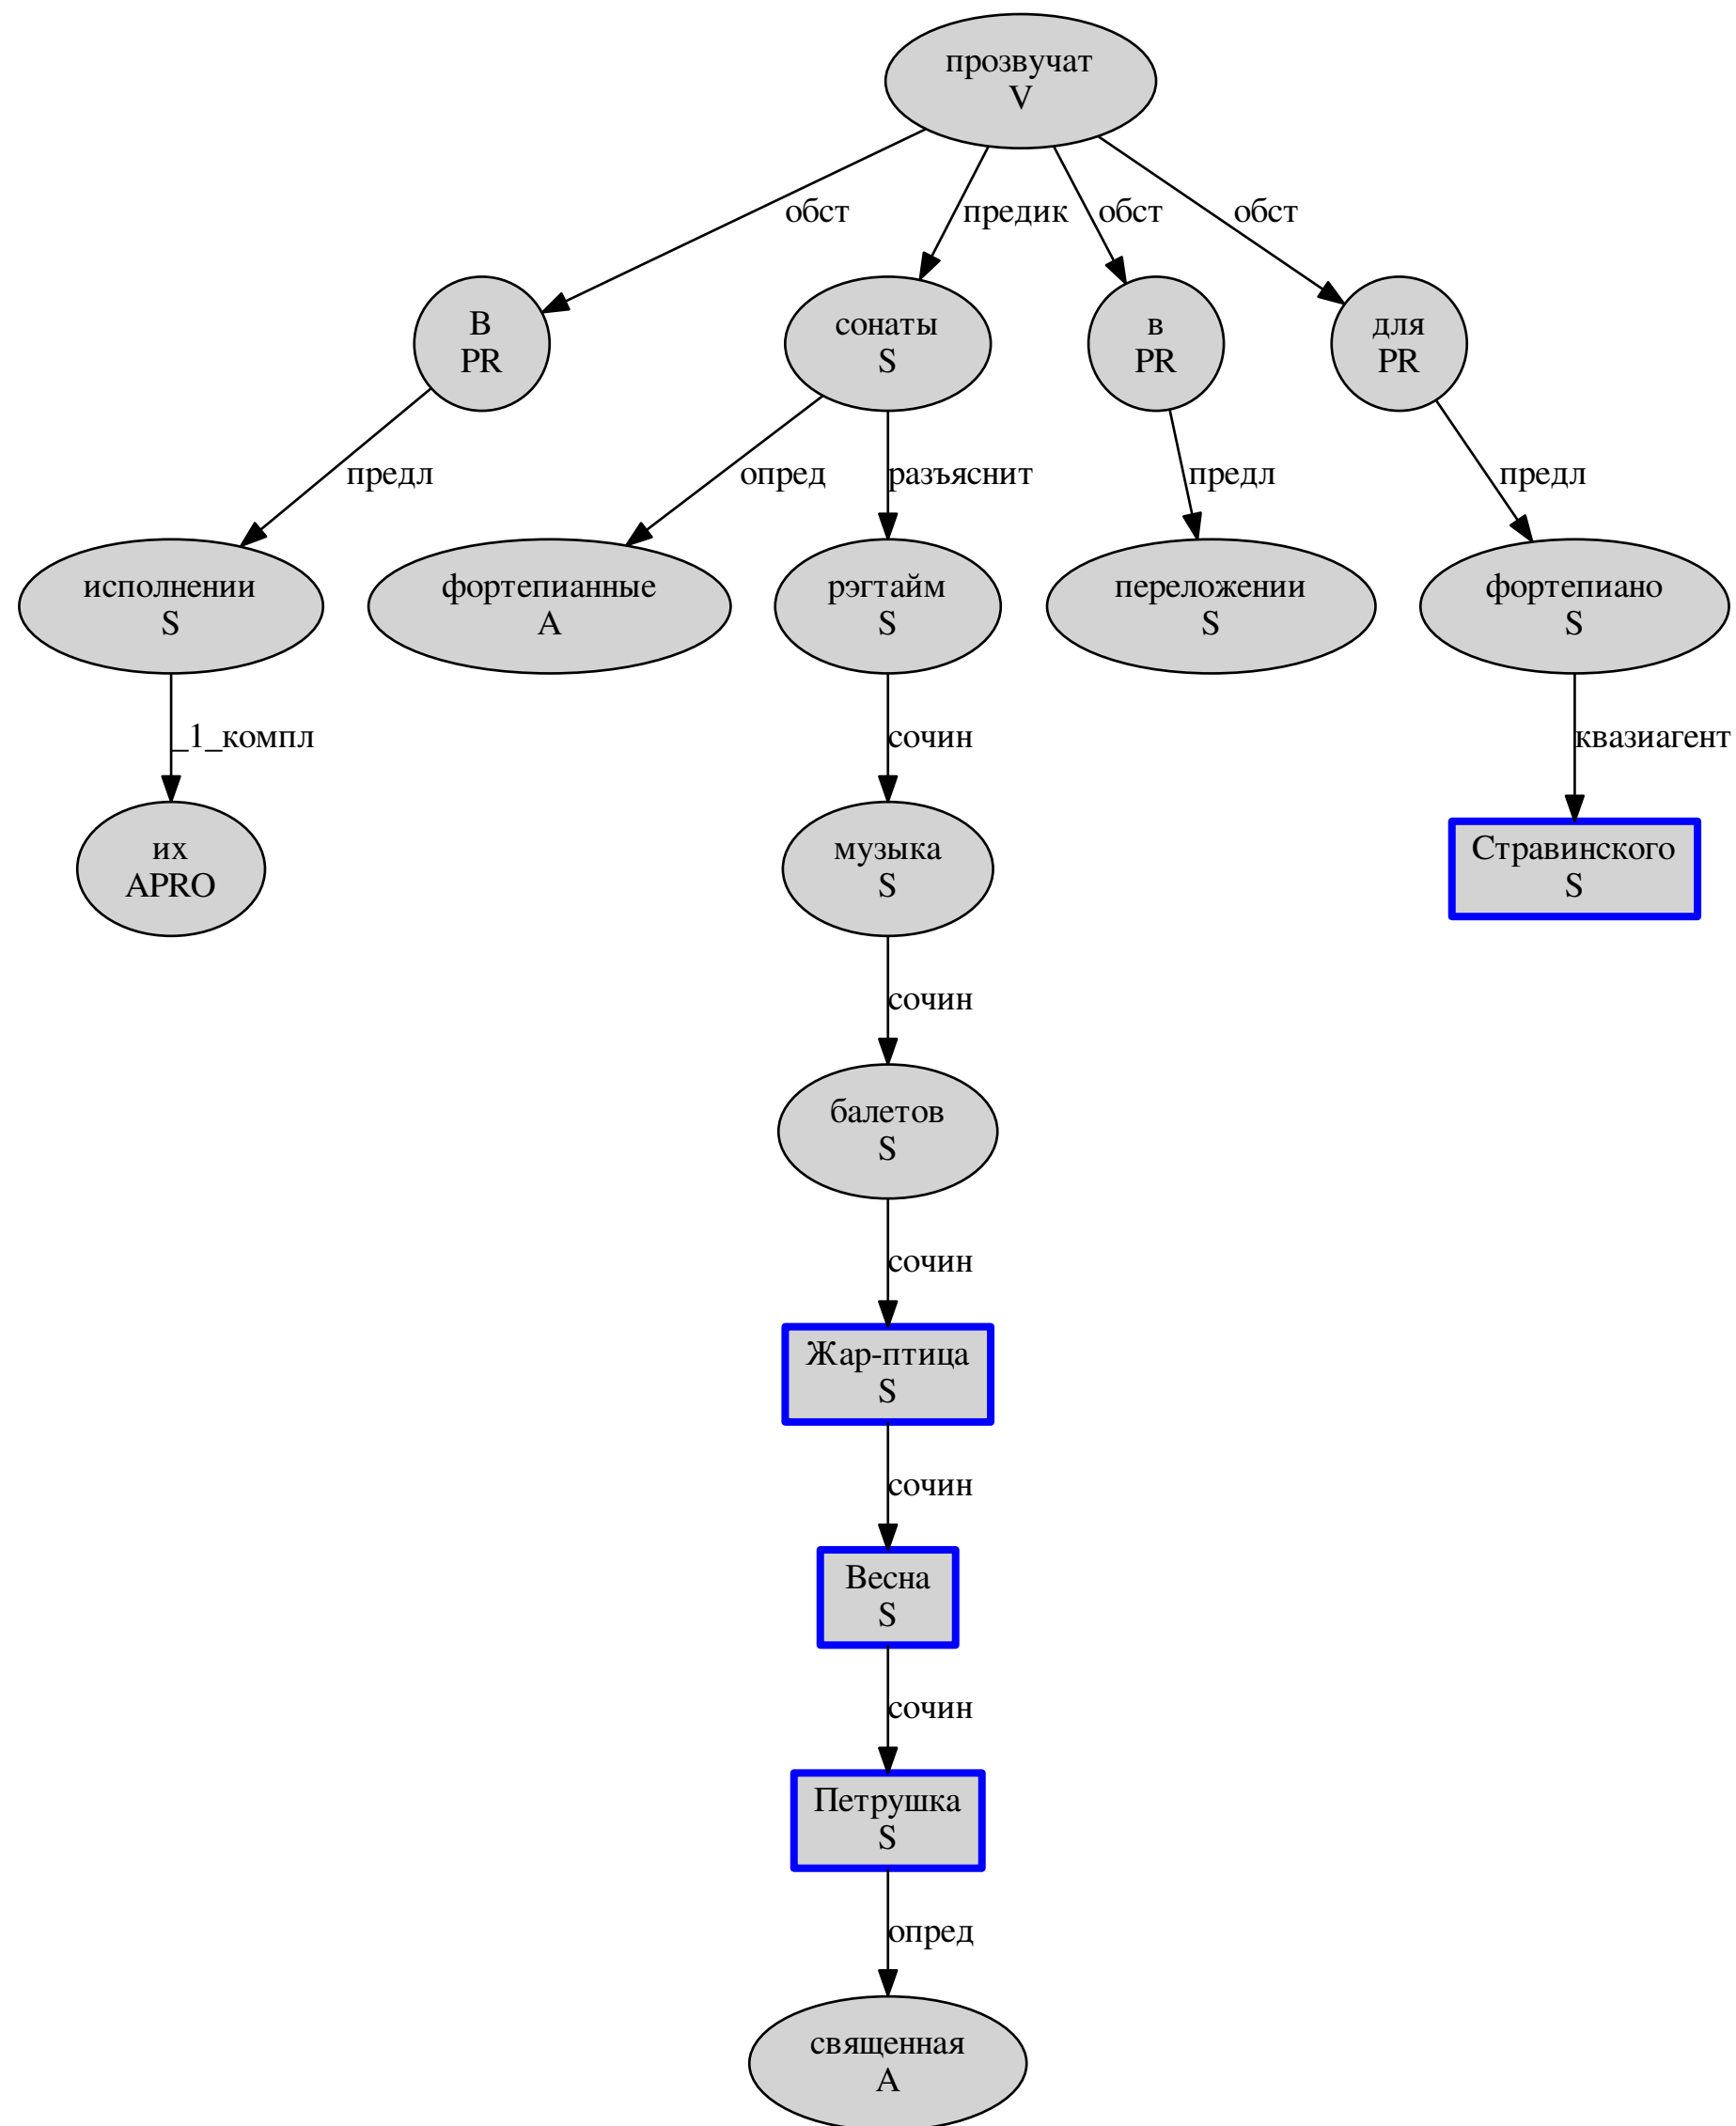 прозвучат
V
обст
предик
обст
обст
В
PR
сонаты
S
в
PR
для
PR
предл
опред
разъяснит
предл
предл
исполнении
S
фортепианные
A
рэгтайм
S
переложении
S
фортепиано
S
_1_компл
сочин
квазиагент
их
APRO
музыка
S
Стравинского
S
сочин
балетов
S
сочин
Жар-птица
S
сочин
Весна
S
сочин
Петрушка
S
опред
священная
A